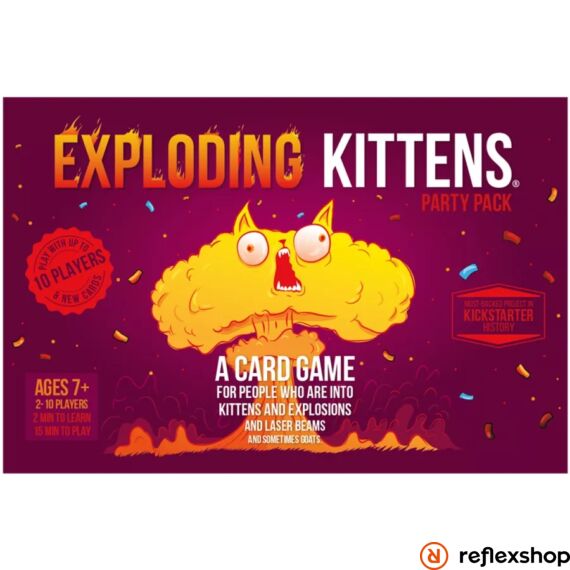 EXPLODING KITTENS®
PARTY PACK
PLAY WITH UP TO
10 PLAYERS
& NEW CARDS
MOST-BACKED PROJECT IN
KICKSTARTER
HISTORY
A CARD GAME
FOR PEOPLE WHO ARE INTO
KITTENS AND EXPLOSIONS
AND LASER BEAMS
AND SOMETIMES GOATS
AGES 7+
2-10 PLAYERS
2 MIN TO LEARN
15 MIN TO PLAY
reflexshop